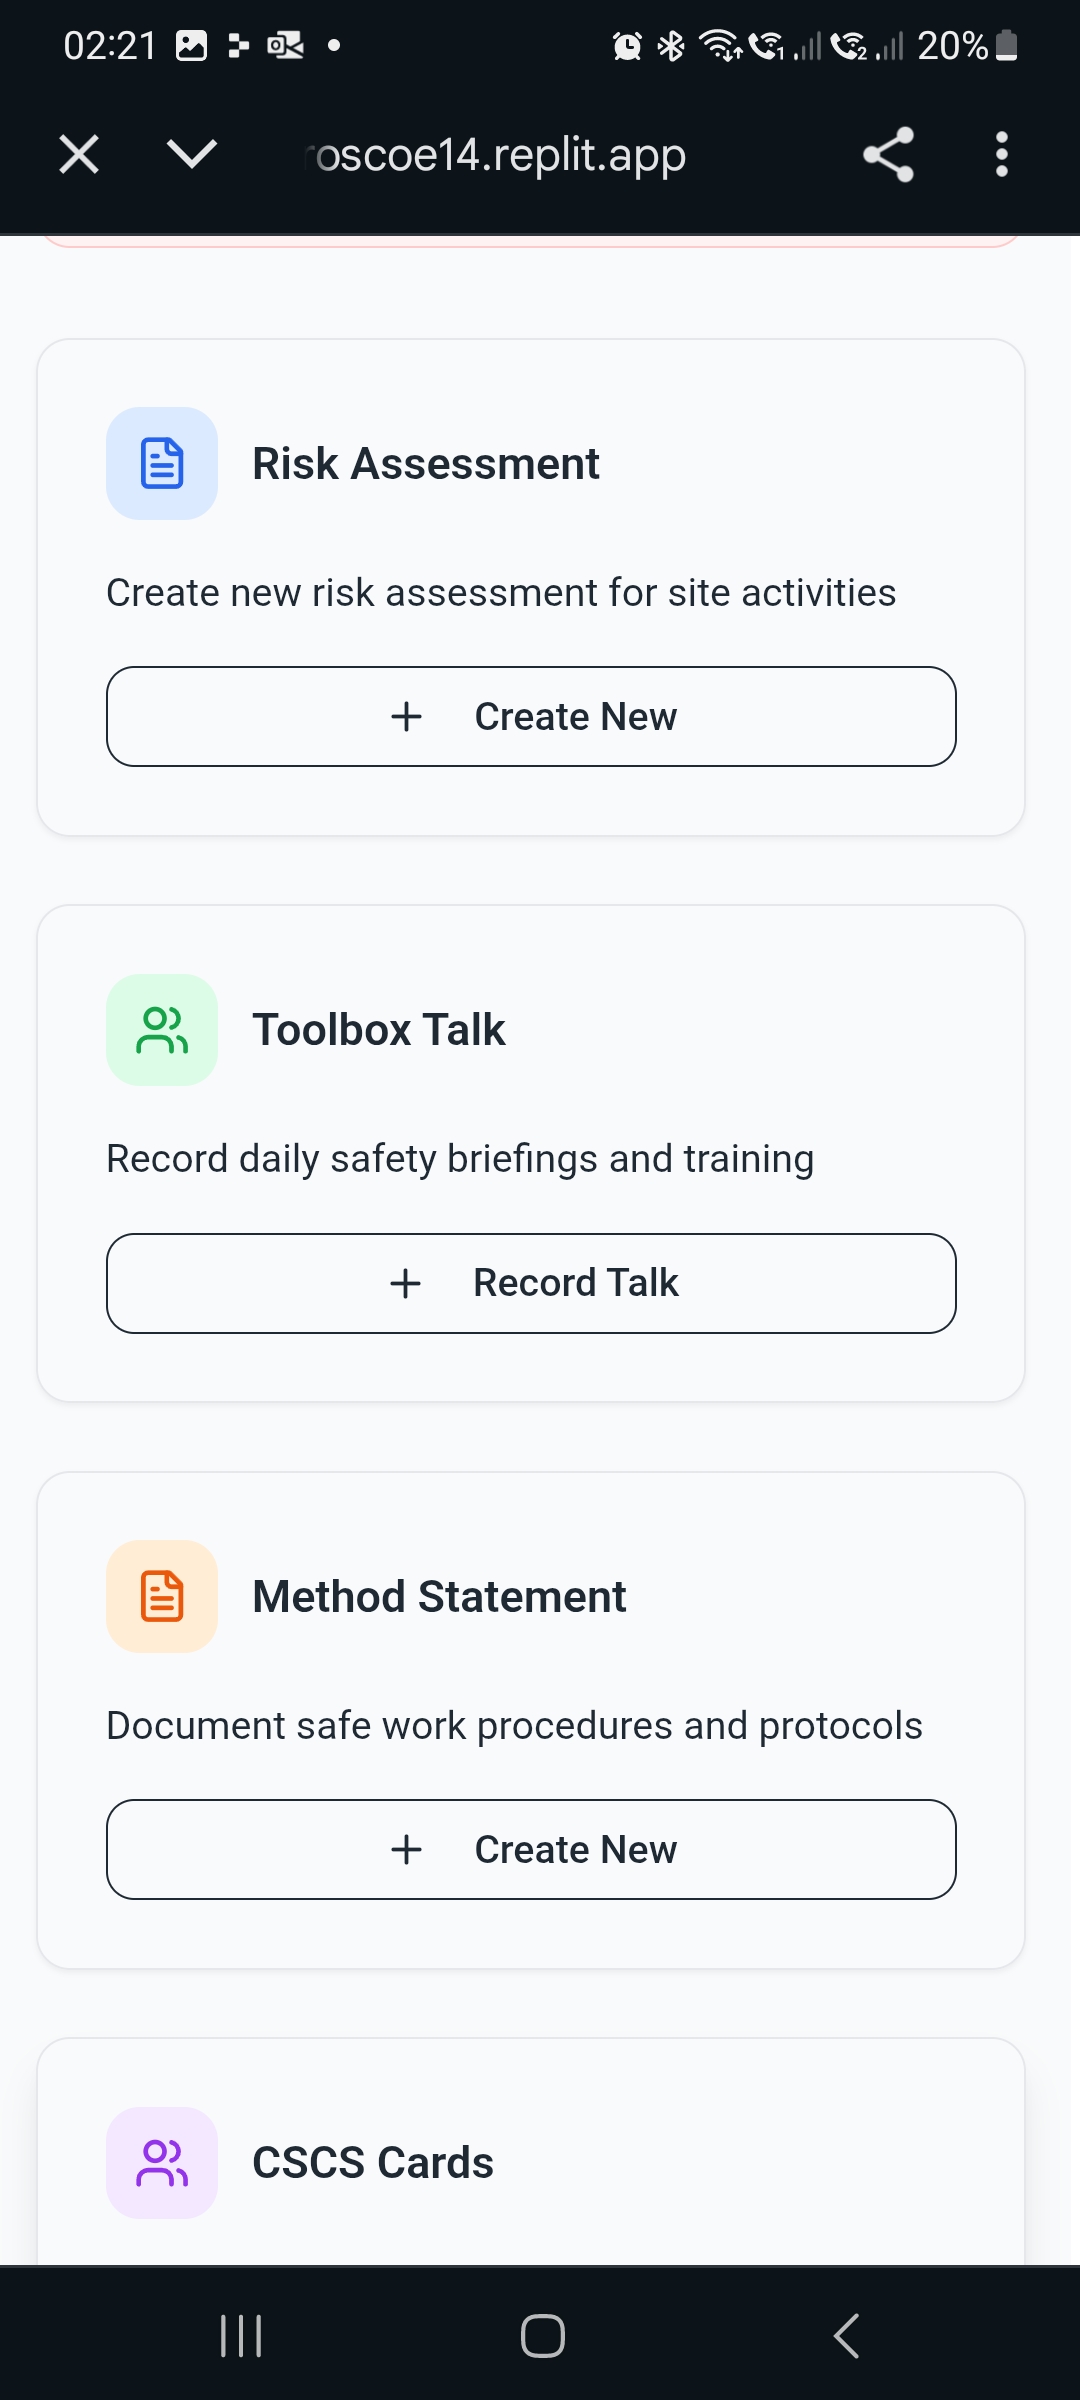 02:21
20%
roscoe14.replit.app
Risk Assessment
Create new risk assessment for site activities
+ Create New
Toolbox Talk
Record daily safety briefings and training
+ Record Talk
Method Statement
Document safe work procedures and protocols
+ Create New
CSCS Cards